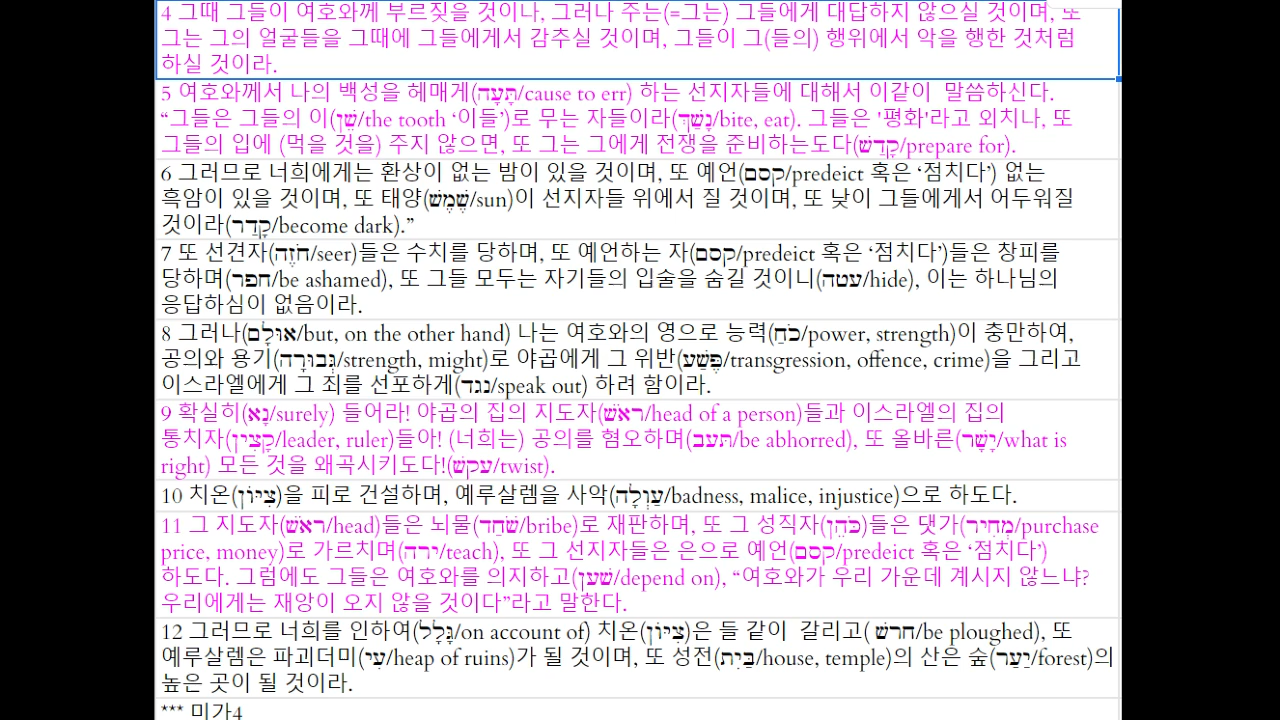 4 그때 그들이 여호와께 부르짖을 것이나, 그러나 주는(=그는) 그들에게 대답하지 않으실 것이며, 또
그는 그의 얼굴들을 그때에 그들에게서 감추실 것이며, 그들이 그(들의) 행위에서 악을 행한 것처럼
하실 것이라.
5 여호와께서 나의 백성을 헤매게(תָּעָה/cause to err) 하는 선지자들에 대해서 이같이 말씀하신다.
“그들은 그들의 이(שֵׁן/the tooth ‘이들’)로 무는 자들이라(נָשַׁךְ/bite, eat). 그들은 '평화'라고 외치나, 또
그들의 입에 (먹을 것을) 주지 않으면, 또 그는 그에게 전쟁을 준비하는도다(קָדַשׁ/prepare for).
6 그러므로 너희에게는 환상이 없는 밤이 있을 것이며, 또 예언(קסם/predeict 혹은 ‘점치다’) 없는
흑암이 있을 것이며, 또 태양(שֶׁמֶשׁ/sun)이 선지자들 위에서 질 것이며, 또 낮이 그들에게서 어두워질
것이라(קָדַר/become dark).”
7 또 선견자(חֹזֶה/seer)들은 수치를 당하며, 또 예언하는 자(קסם/predeict 혹은 ‘점치다’)들은 창피를
당하며(חפר/be ashamed), 또 그들 모두는 자기들의 입술을 숨길 것이니(עטה/hide), 이는 하나님의
응답하심이 없음이라.
8 그러나(אוּלָם/but, on the other hand) 나는 여호와의 영으로 능력(כֹּחַ/power, strength)이 충만하여,
공의와 용기(גְּבוּרָה/strength, might)로 야곱에게 그 위반(פֶּשַׁע/transgression, offence, crime)을 그리고
이스라엘에게 그 죄를 선포하게(נגד/speak out) 하려 함이라.
9 확실히(נָא/surely) 들어라! 야곱의 집의 지도자(ראֹשׁ/head of a person)들과 이스라엘의 집의
통치자(קָצִין/leader, ruler)들아! (너희는) 공의를 혐오하며(תּעב/be abhorred), 또 올바른(יָשָׁר/what is
right) 모든 것을 왜곡시키도다!(עקשׁ/twist).
10 치온(צִיּוֹן)을 피로 건설하며, 예루살렘을 사악(עַוְלָה/badness, malice, injustice)으로 하도다.
11 그 지도자(ראֹשׁ/head)들은 뇌물(שֹׁחַד/bribe)로 재판하며, 또 그 성직자(כֹּהֵן)들은 댓가(מְחִיר/purchase
price, money)로 가르치며(ירה/teach), 또 그 선지자들은 은으로 예언(קסם/predeict 혹은 ‘점치다’)
하도다. 그럼에도 그들은 여호와를 의지하고(שׁען/depend on), “여호와가 우리 가운데 계시지 않느냐?
우리에게는 재앙이 오지 않을 것이다”라고 말한다.
12 그러므로 너희를 인하여(גָּלָל/on account of) 치온(צִיּוֹן)은 들 같이 갈리고( חרשׁ/be ploughed), 또
예루살렘은 파괴더미(עִי/heap of ruins)가 될 것이며, 또 성전(בַּיִת/house, temple)의 산은 숲(יַעַר/forest)의
높은 곳이 될 것이라.
*** 미가4